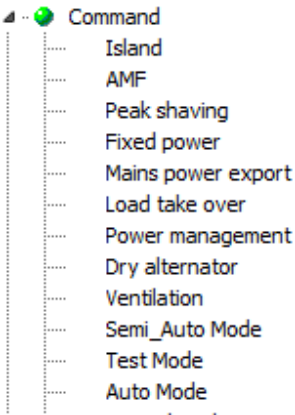 Command
Island
AMF
Peak shaving
Fixed power
Mains power export
Load take over
Power management
Dry alternator
Ventilation
Semi_Auto Mode
Test Mode
Auto Mode